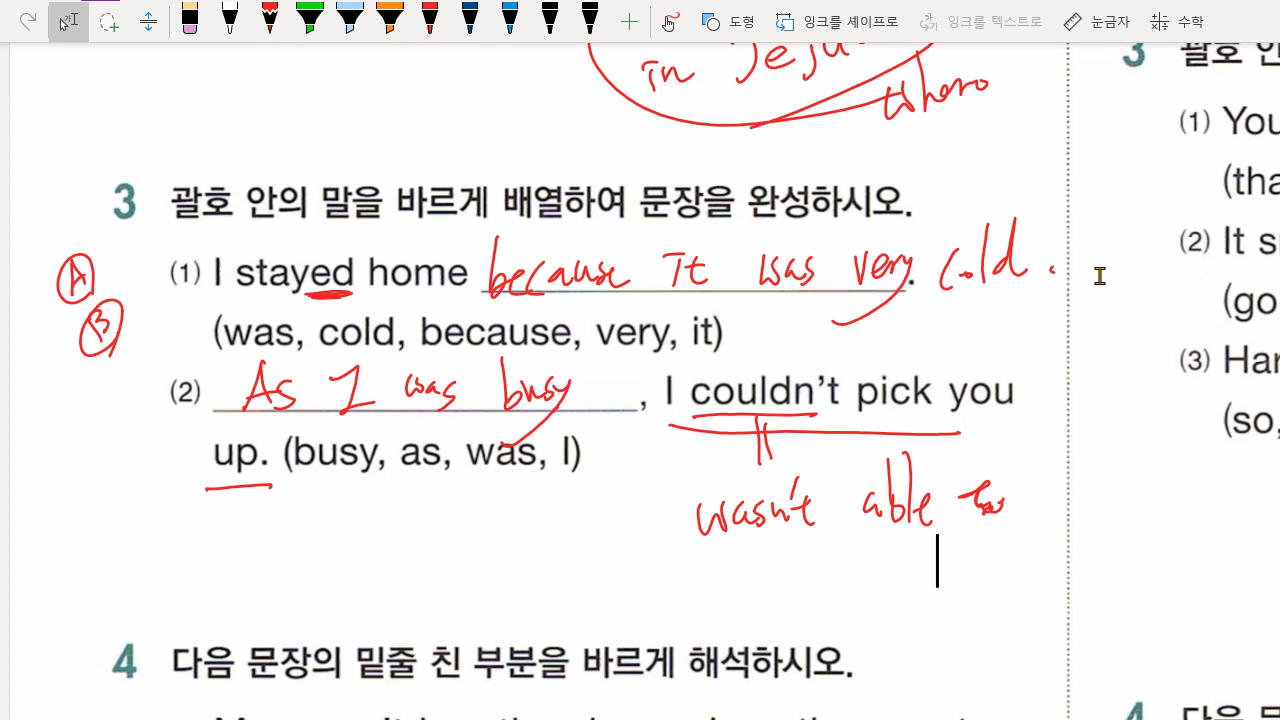 도형 잉크를 셰이프로 잉크를 텍스트로 눈금자 수학
in Jeju
where
3 괄호 안의 말을 바르게 배열하여 문장을 완성하시오.
Ⓐ (1) I stayed home because It was very. cold.
Ⓑ (was, cold, because, very, it)
(2) As I was busy, I couldn't pick you
up. (busy, as, was, I)
wasn't able to
4 다음 문장의 밑줄 친 부분을 바르게 해석하시오.
3 괄호 안
(1) You
(2) It s
(go
(3) Har
(so,
4 다음